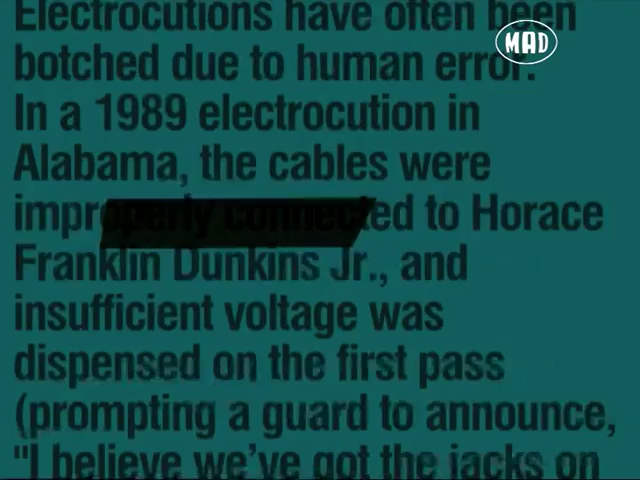 Electrocutions have often been
MAD
botched due to human error.
In a 1989 electrocution in
Alabama, the cables were
improperly connected to Horace
Franklin Dunkins Jr., and
insufficient voltage was
dispensed on the first pass
(prompting a guard to announce,
"I believe we've got the jacks on